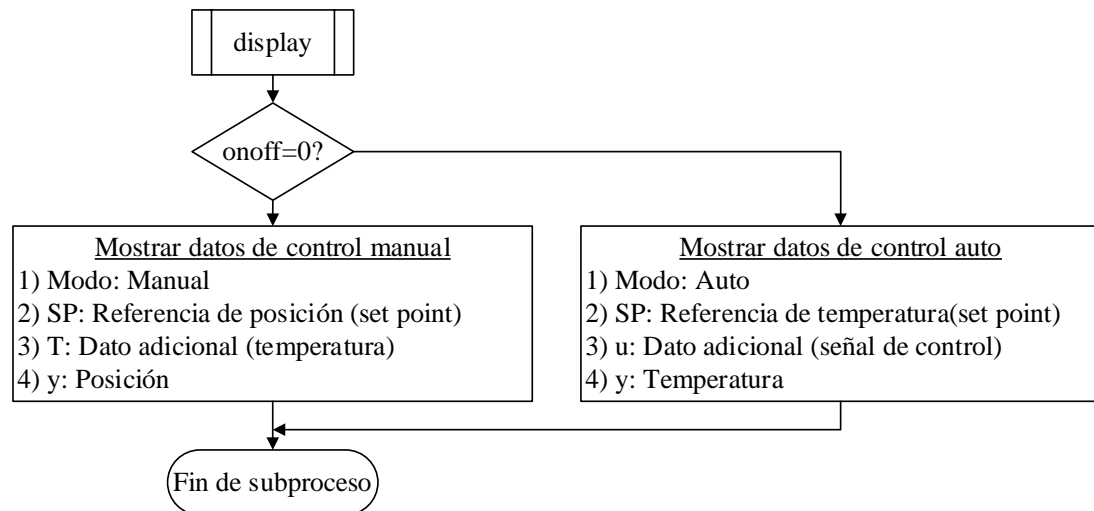 display
onoff=0?
Mostrar datos de control manual
1) Modo: Manual
2) SP: Referencia de posición (set point)
3) T: Dato adicional (temperatura)
4) y: Posición
Mostrar datos de control auto
1) Modo: Auto
2) SP: Referencia de temperatura(set point)
3) u: Dato adicional (señal de control)
4) y: Temperatura
Fin de subproceso